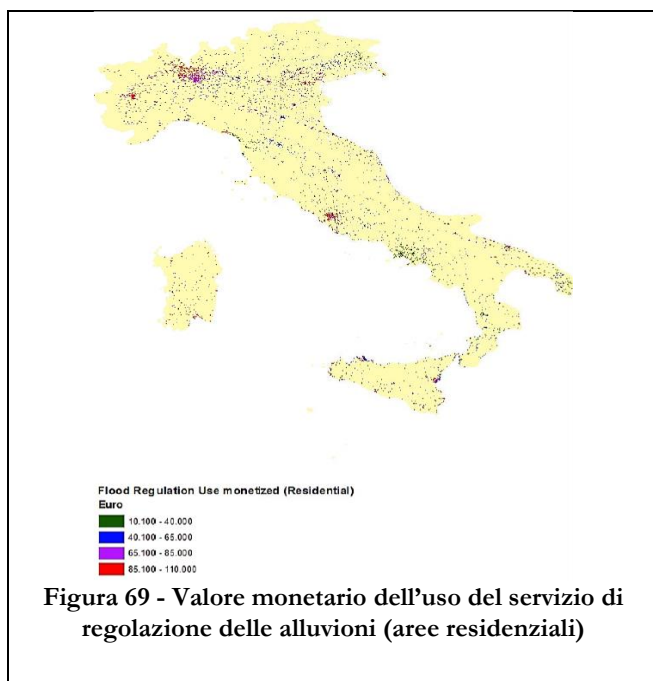 Flood Regulation Use monetized (Residential)
Euro
10.100 - 40.000
40.100 - 65.000
65.100 - 85.000
85.100 - 110.000
Figura 69 - Valore monetario dell’uso del servizio di
regolazione delle alluvioni (aree residenziali)